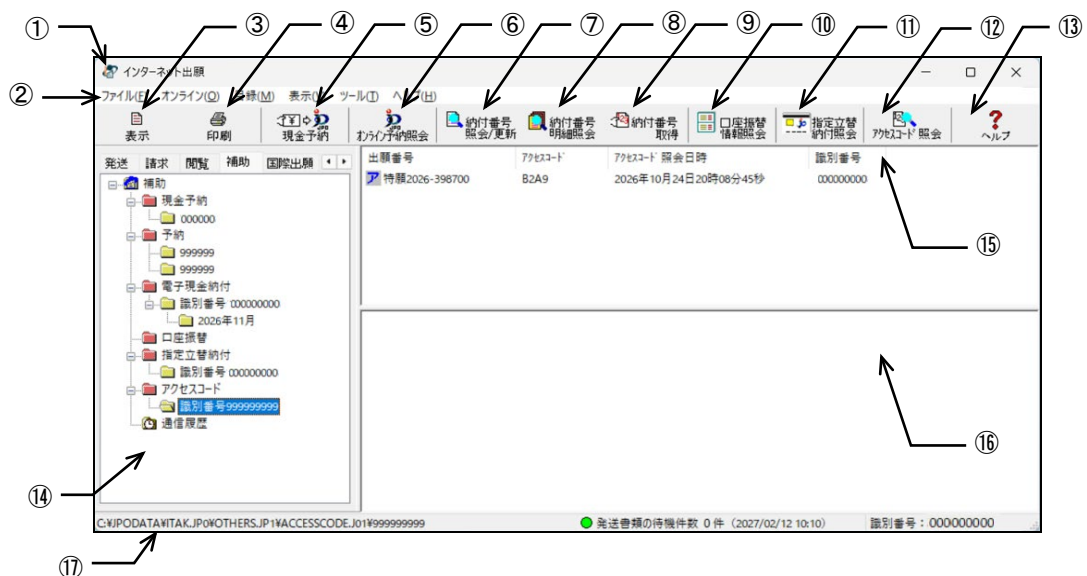 ① ③ ④ ⑤ ⑥ ⑦ ⑧ ⑨ ⑩ ⑪ ⑫ ⑬
インターネット出願
②
ファイル(F) オンライン(O) 登録(M) 表示(V) ツール(T) ヘルプ(H)
表示 印刷 現金予納 オンライン予納照会 納付番号照会/更新 納付番号明細照会 納付番号取得 口座振替情報照会 指定立替納付照会 アクセスコード照会 ヘルプ
発送 請求 閲覧 補助 国際出願
出願番号 アクセスコード アクセスコード照会日時 識別番号
特願2026-398700 B2A9 2026年10月24日20時08分45秒 000000000
補助
現金予納
000000
予納
999999
999999
電子現金納付
識別番号 000000000
2026年11月
口座振替
指定立替納付
識別番号 000000000
アクセスコード
識別番号999999999
通信履歴
⑮
⑯
⑭
C:¥JPODATA¥ITAK.JP0¥OTHERS.JP1¥ACCESSCODE.J01¥999999999 発送書類の待機件数 0 件 (2027/02/12 10:10) 識別番号：000000000
⑰